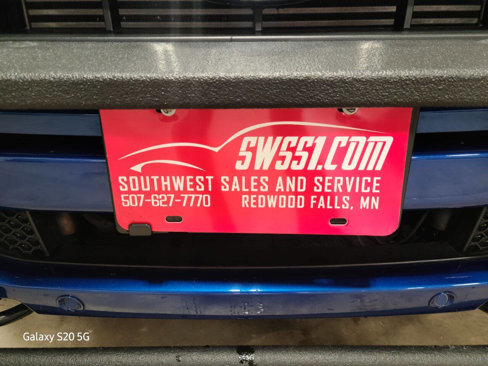 SWSS1.COM
SOUTHWEST SALES AND SERVICE
507-627-7770 REDWOOD FALLS, MN
Galaxy S20 5G